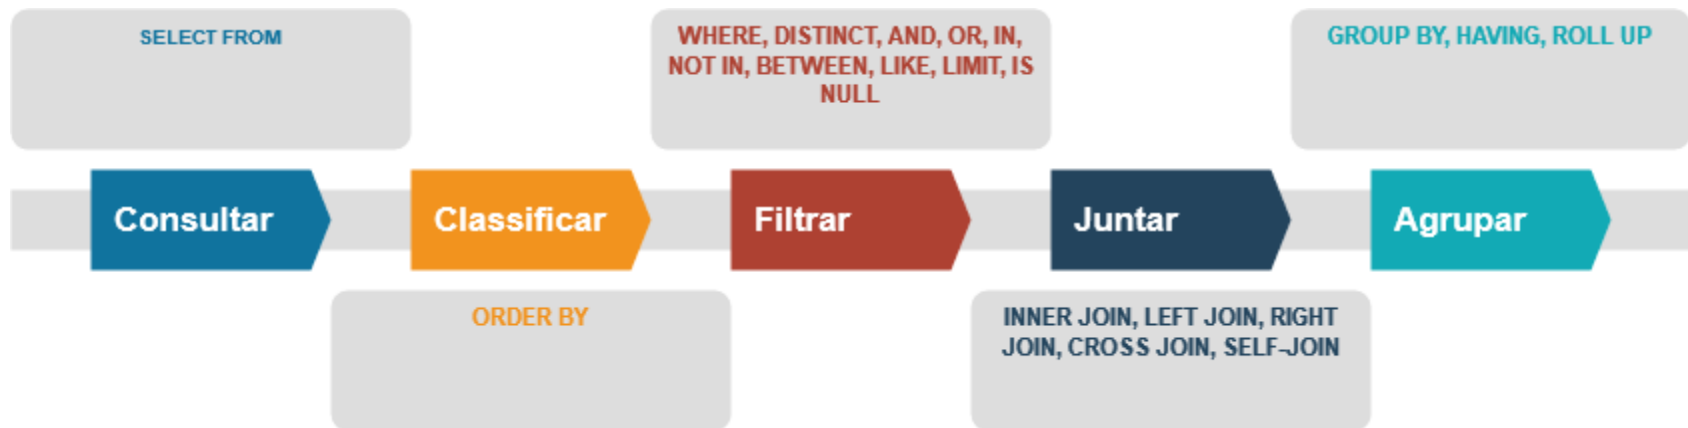 SELECT FROM
WHERE, DISTINCT, AND, OR, IN,
NOT IN, BETWEEN, LIKE, LIMIT, IS
NULL
GROUP BY, HAVING, ROLL UP
Consultar
Classificar
Filtrar
Juntar
Agrupar
ORDER BY
INNER JOIN, LEFT JOIN, RIGHT
JOIN, CROSS JOIN, SELF-JOIN